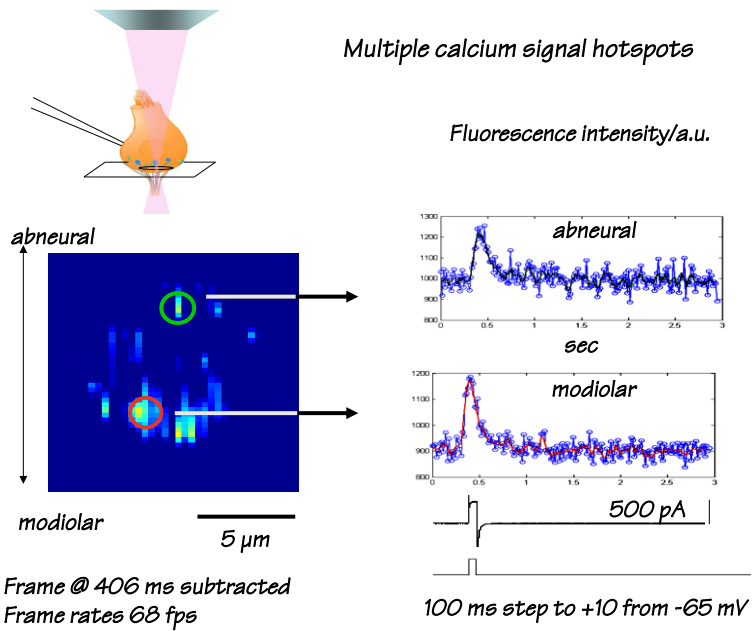 Multiple calcium signal hotspots
Fluorescence intensity/a.u.
abneural
1300
1200
1100
1000
900
800
abneural
0 0.5 1 1.5 2 2.5 3
sec
1200
1100
1000
900
800
modiolar
0 0.5 1 1.5 2 2.5 3
500 pA
modiolar
5 µm
Frame @ 406 ms subtracted
Frame rates 68 fps
100 ms step to +10 from -65 mV